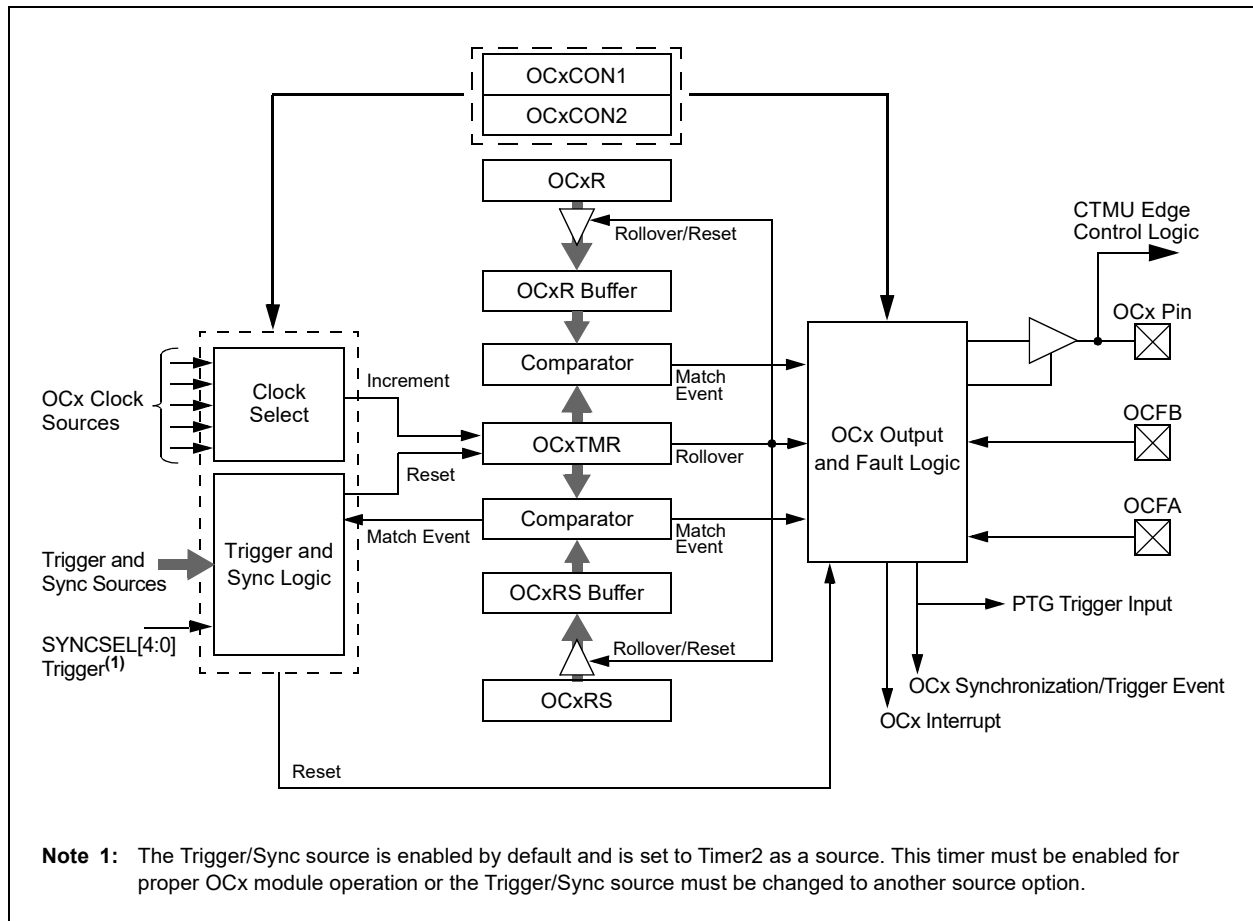 OCxCON1
OCxCON2
OCxR
Rollover/Reset
CTMU Edge
Control Logic
OCxR Buffer
OCx Pin
Comparator
Match
Event
Increment
Clock
Select
OCx Clock
Sources
OCxTMR
Rollover
OCx Output
and Fault Logic
OCFB
Reset
Comparator
Match Event
Match
Event
OCFA
Trigger and
Sync Logic
Trigger and
Sync Sources
OCxRS Buffer
PTG Trigger Input
SYNCSEL[4:0]
Trigger(1)
Rollover/Reset
OCx Synchronization/Trigger Event
OCxRS
OCx Interrupt
Reset
Note 1: The Trigger/Sync source is enabled by default and is set to Timer2 as a source. This timer must be enabled for
proper OCx module operation or the Trigger/Sync source must be changed to another source option.